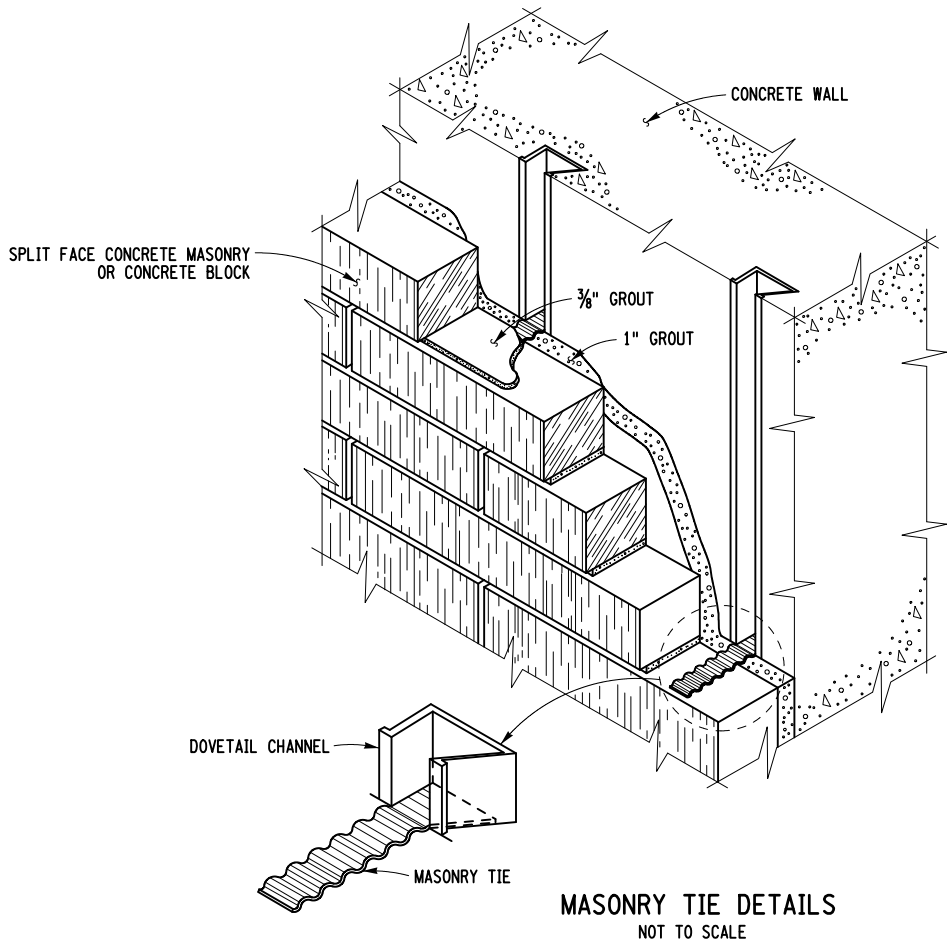 CONCRETE WALL
SPLIT FACE CONCRETE MASONRY
OR CONCRETE BLOCK
⅜" GROUT
1" GROUT
DOVETAIL CHANNEL
MASONRY TIE
MASONRY TIE DETAILS
NOT TO SCALE